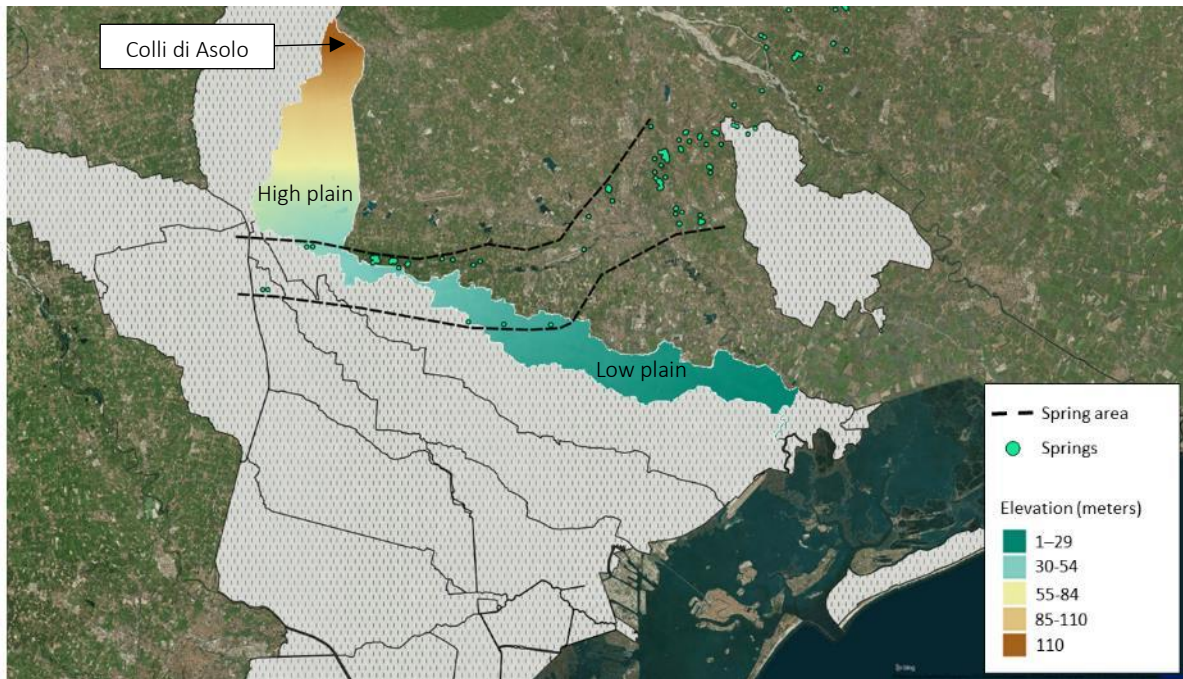 Colli di Asolo
High plain
Low plain
Spring area
Springs
Elevation (meters)
1–29
30-54
55-84
85-110
110